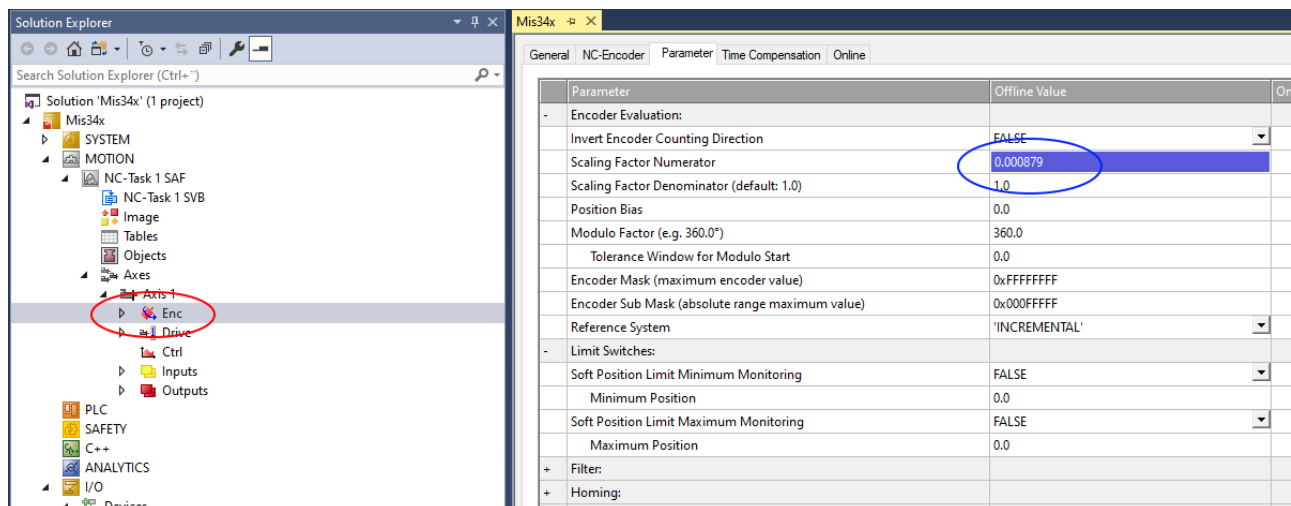 Solution Explorer
Search Solution Explorer (Ctrl+¨)
Solution 'Mis34x' (1 project)
Mis34x
SYSTEM
MOTION
NC-Task 1 SAF
NC-Task 1 SVB
Image
Tables
Objects
Axes
Axis 1
Enc
Drive
Ctrl
Inputs
Outputs
PLC
SAFETY
C++
ANALYTICS
I/O
Devices
Mis34x
General NC-Encoder Parameter Time Compensation Online
Parameter Offline Value On
- Encoder Evaluation:
Invert Encoder Counting Direction FALSE
Scaling Factor Numerator 0.000879
Scaling Factor Denominator (default: 1.0) 1.0
Position Bias 0.0
Modulo Factor (e.g. 360.0°) 360.0
Tolerance Window for Modulo Start 0.0
Encoder Mask (maximum encoder value) 0xFFFFFFFF
Encoder Sub Mask (absolute range maximum value) 0x000FFFFF
Reference System 'INCREMENTAL'
- Limit Switches:
Soft Position Limit Minimum Monitoring FALSE
Minimum Position 0.0
Soft Position Limit Maximum Monitoring FALSE
Maximum Position 0.0
+ Filter:
+ Homing: